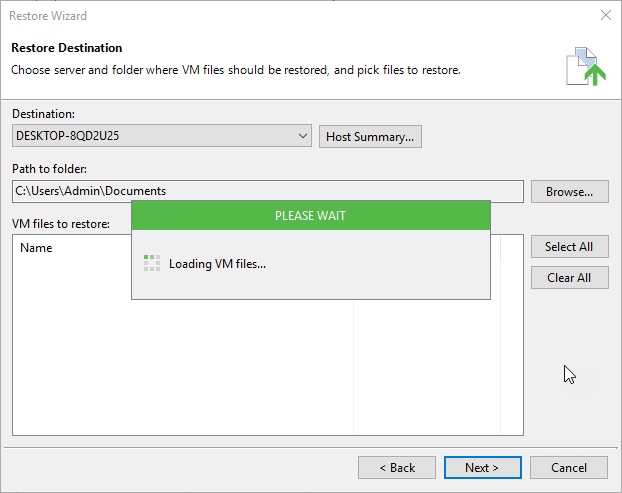 Restore Wizard
Restore Destination
Choose server and folder where VM files should be restored, and pick files to restore.
Destination:
DESKTOP-8QD2U25
Host Summary...
Path to folder:
C:\Users\Admin\Documents
Browse...
PLEASE WAIT
VM files to restore:
Name
Select All
Loading VM files...
Clear All
< Back
Next >
Cancel